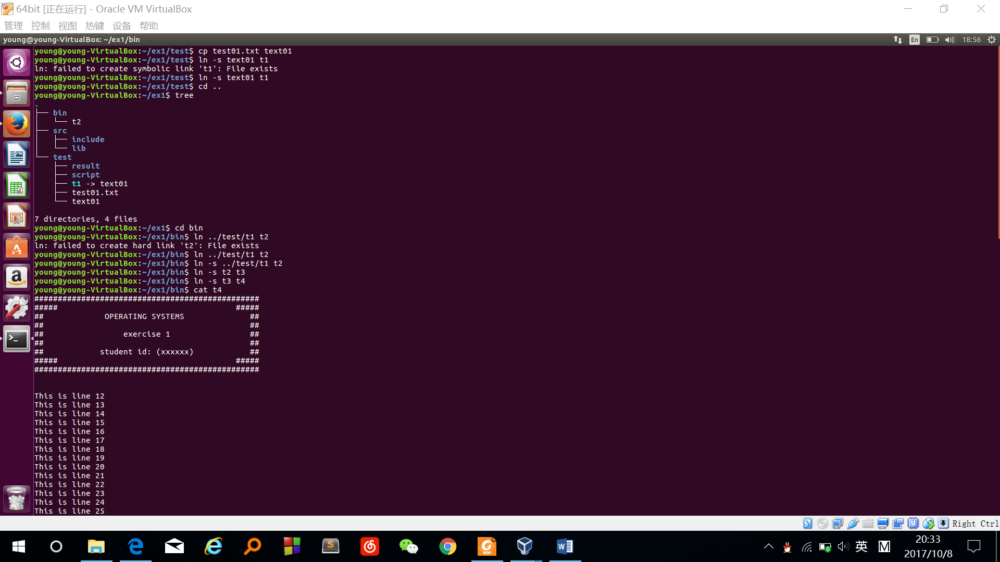 64bit [正在运行] - Oracle VM VirtualBox
管理 控制 视图 热键 设备 帮助
young@young-VirtualBox: ~/ex1/bin
En
18:56
young@young-VirtualBox:~/ex1/test$ cp test01.txt text01
young@young-VirtualBox:~/ex1/test$ ln -s text01 t1
ln: failed to create symbolic link 't1': File exists
young@young-VirtualBox:~/ex1/test$ ln -s text01 t1
young@young-VirtualBox:~/ex1/test$ cd ..
young@young-VirtualBox:~/ex1$ tree
.
├── bin
│   └── t2
├── src
│   ├── include
│   └── lib
└── test
    ├── result
    ├── script
    ├── t1 -> text01
    ├── test01.txt
    └── text01
7 directories, 4 files
young@young-VirtualBox:~/ex1$ cd bin
young@young-VirtualBox:~/ex1/bin$ ln ../test/t1 t2
ln: failed to create hard link 't2': File exists
young@young-VirtualBox:~/ex1/bin$ ln ../test/t1 t2
young@young-VirtualBox:~/ex1/bin$ ln -s ../test/t1 t2
young@young-VirtualBox:~/ex1/bin$ ln -s t2 t3
young@young-VirtualBox:~/ex1/bin$ ln -s t3 t4
young@young-VirtualBox:~/ex1/bin$ cat t4
################################################
#####                                      #####
##             OPERATING SYSTEMS              ##
##                                            ##
##                 exercise 1                 ##
##                                            ##
##            student id: (xxxxxx)            ##
#####                                      #####
################################################
This is line 12
This is line 13
This is line 14
This is line 15
This is line 16
This is line 17
This is line 18
This is line 19
This is line 20
This is line 21
This is line 22
This is line 23
This is line 24
This is line 25
Right Ctrl
PDF
英
M
20:33
2017/10/8